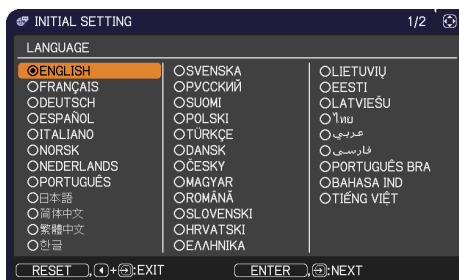 INITIAL SETTING 1/2
LANGUAGE
ENGLISH
FRANÇAIS
DEUTSCH
ESPAÑOL
ITALIANO
NORSK
NEDERLANDS
PORTUGUÊS
日本語
简体中文
繁體中文
한글
SVENSKA
РУССКИЙ
SUOMI
POLSKI
TÜRKÇE
DANSK
ČESKY
MAGYAR
ROMÂNĂ
SLOVENSKI
HRVATSKI
ΕΛΛΗΝΙΚΑ
LIETUVIŲ
EESTI
LATVIEŠU
ไทย
عربي
فارسی
PORTUGUÊS BRA
BAHASA IND
TIẾNG VIỆT
RESET ,+:EXIT ENTER ,:NEXT